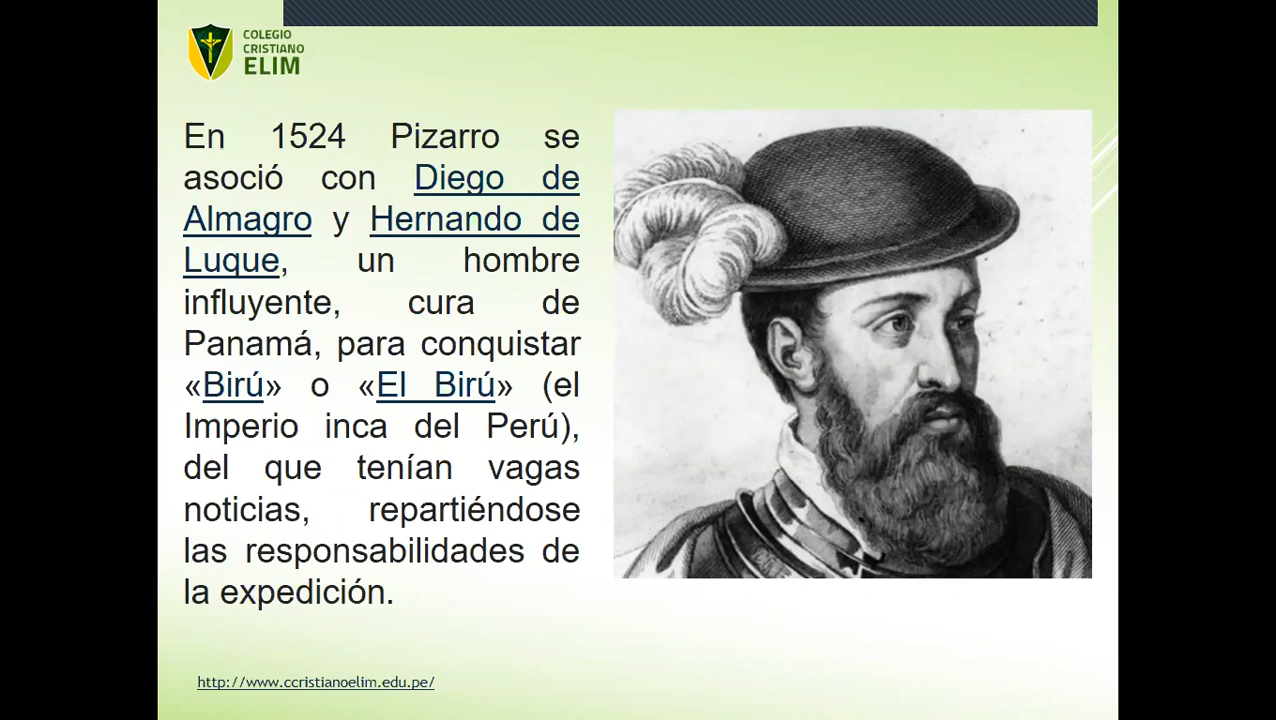 COLEGIO
CRISTIANO
ELIM
En 1524 Pizarro se
asoció con Diego de
Almagro y Hernando de
Luque, un hombre
influyente, cura de
Panamá, para conquistar
«Birú» o «El Birú» (el
Imperio inca del Perú),
del que tenían vagas
noticias, repartiéndose
las responsabilidades de
la expedición.
http://www.ccristianoelim.edu.pe/